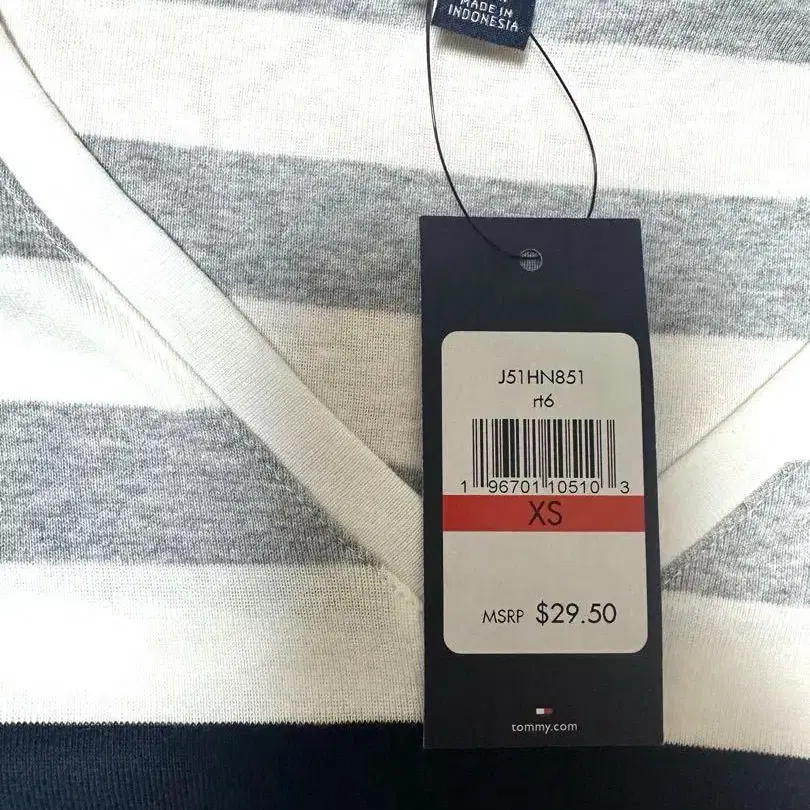 MADE IN
INDONESIA
J51HN851
rt6
1 96701 10510 3
XS
MSRP $29.50
tommy.com